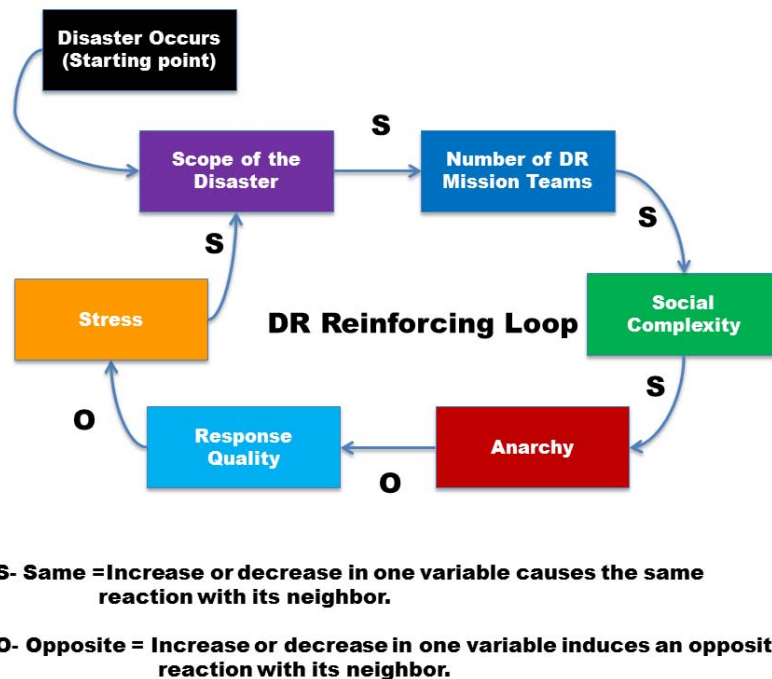 Disaster Occurs
(Starting point)
S
Scope of the
Disaster
Number of DR
Mission Teams
S
S
Stress
DR Reinforcing Loop
Social
Complexity
S
O
Response
Quality
Anarchy
O
S- Same =Increase or decrease in one variable causes the same
reaction with its neighbor.
O- Opposite = Increase or decrease in one variable induces an opposit
reaction with its neighbor.